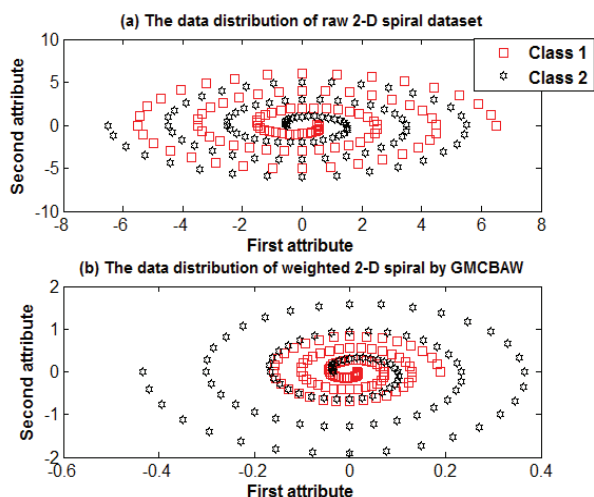 (a) The data distribution of raw 2-D spiral dataset
10
5
0
-5
-10
Second attribute
Class 1
Class 2
-8 -6 -4 -2 0 2 4 6 8
First attribute
(b) The data distribution of weighted 2-D spiral by GMCBAW
2
1
0
-1
-2
Second attribute
-0.6 -0.4 -0.2 0 0.2 0.4
First attribute